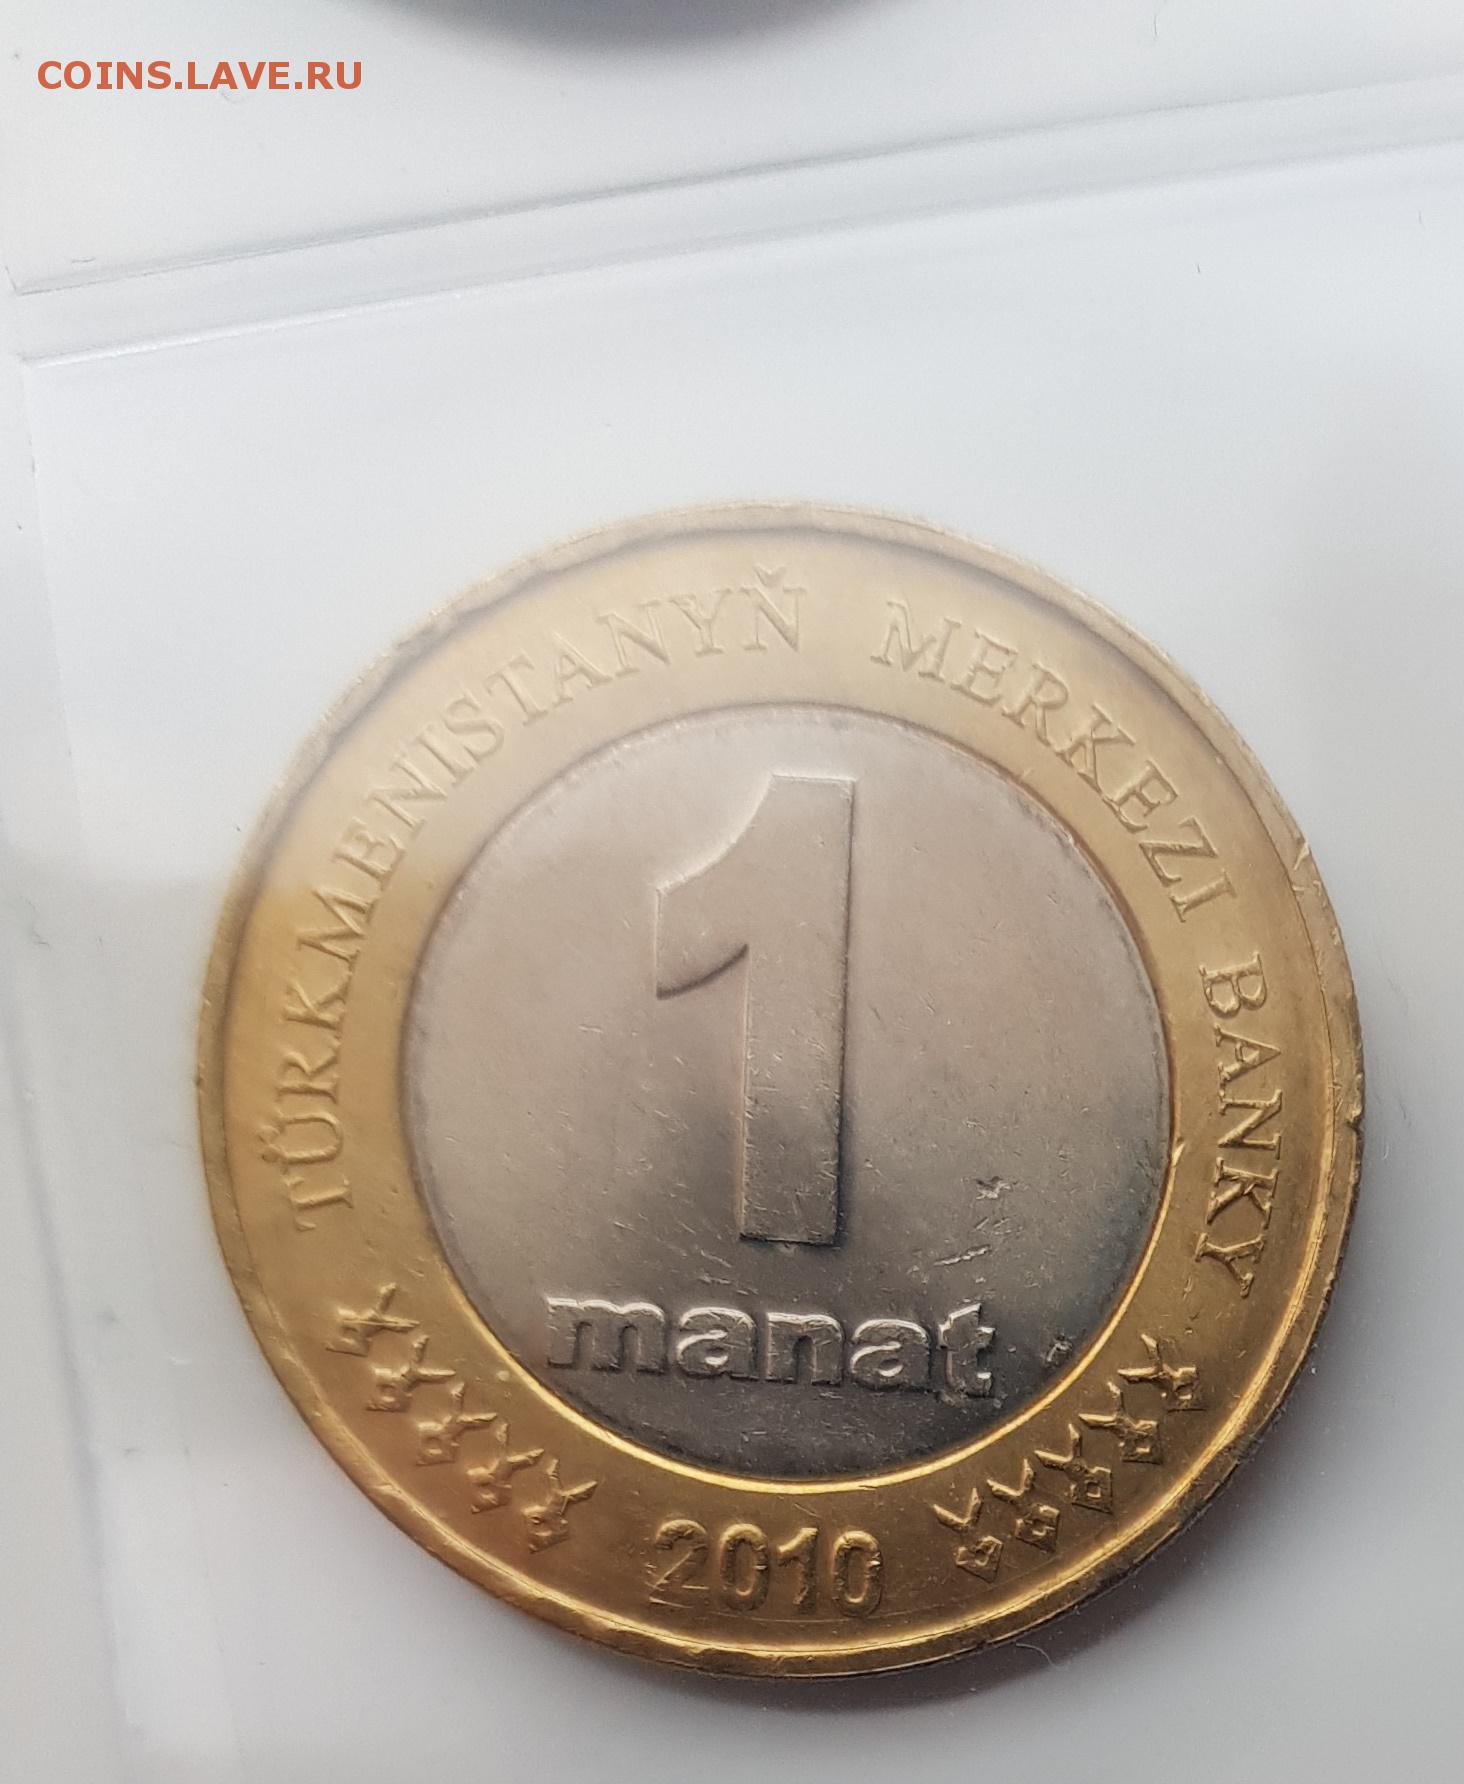 COINS.LAVE.RU
TÜRKMENISTANYŇ MERKEZI BANKY
1
manat
2010